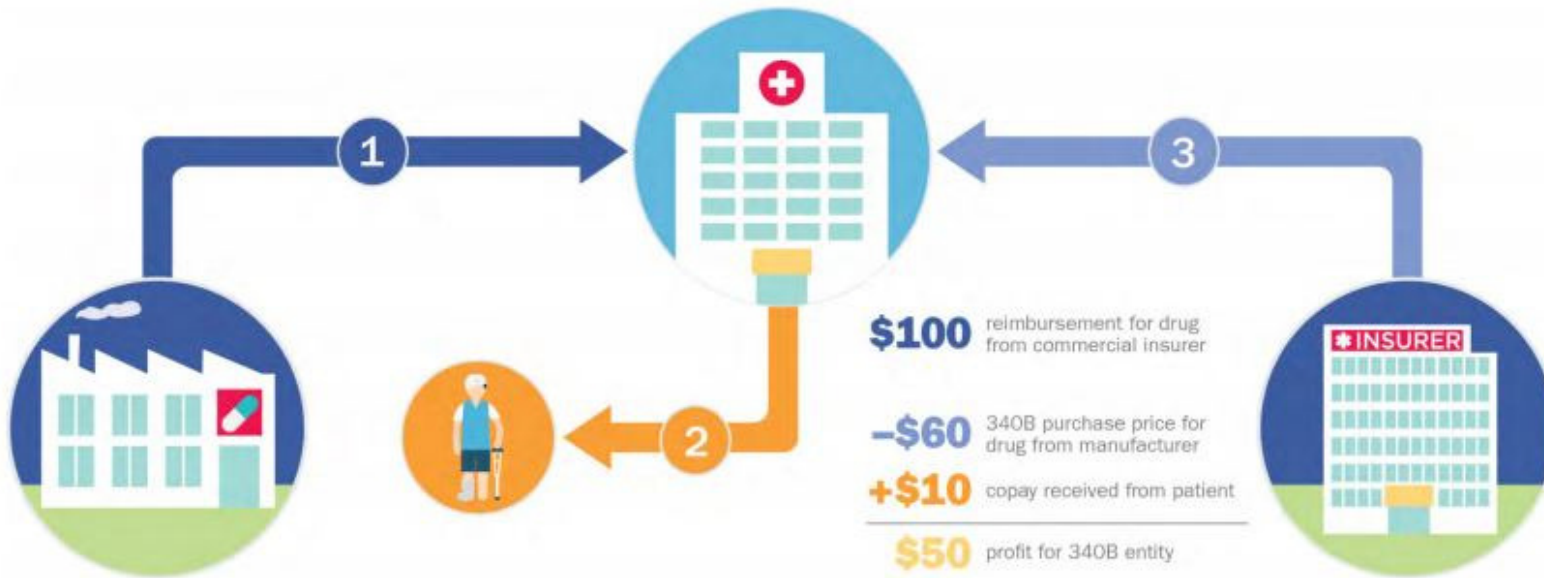 1
3
$100 reimbursement for drug
from commercial insurer
✱INSURER
–$60 340B purchase price for
drug from manufacturer
2
+$10 copay received from patient
$50 profit for 340B entity